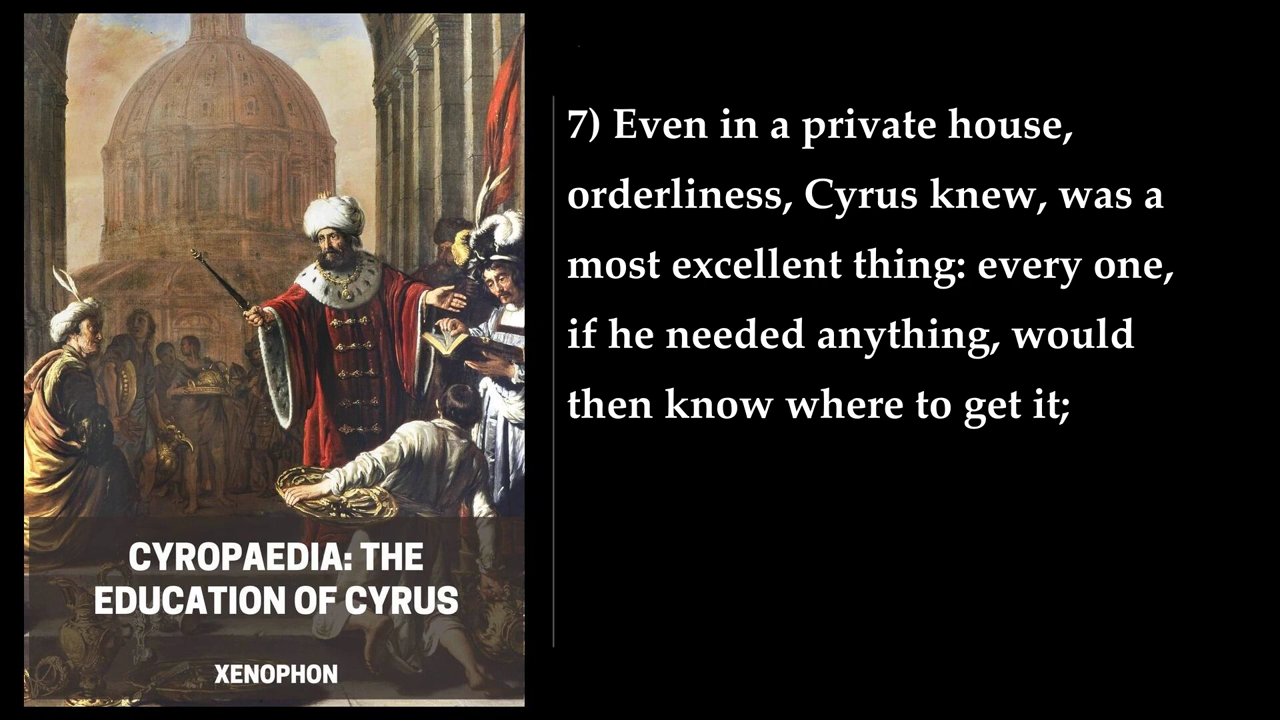 CYROPAEDIA: THE
EDUCATION OF CYRUS
XENOPHON
7) Even in a private house,
orderliness, Cyrus knew, was a
most excellent thing: every one,
if he needed anything, would
then know where to get it;